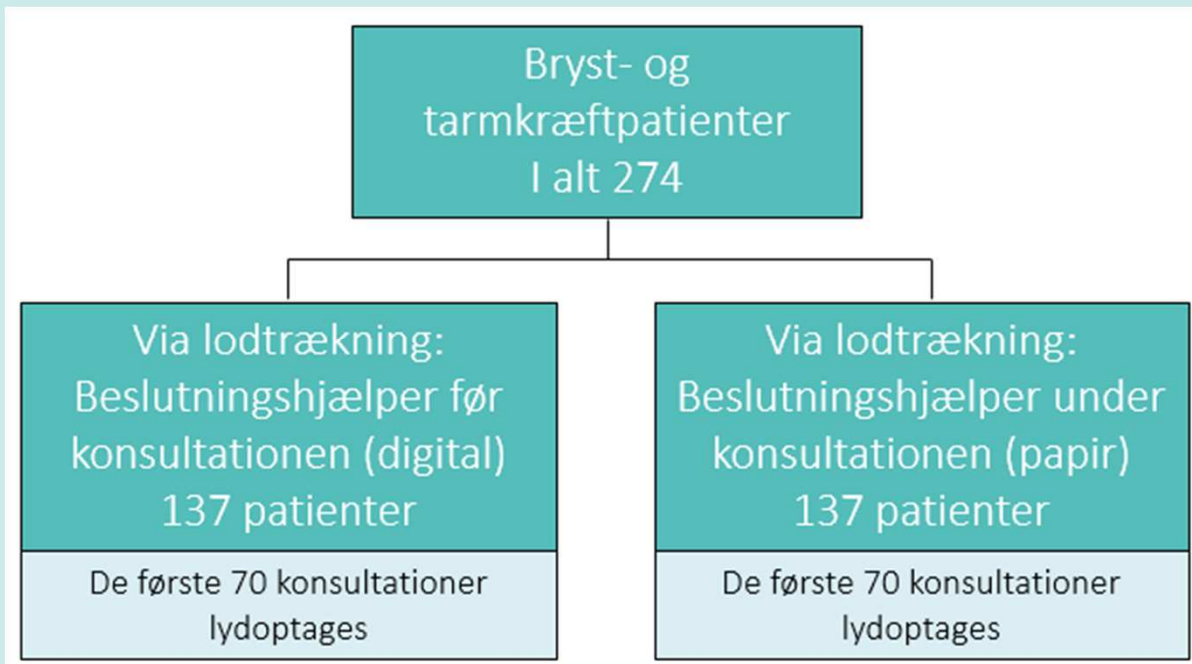 Bryst- og
tarmkræftpatienter
I alt 274
Via lodtrækning:
Beslutningshjælper før
konsultationen (digital)
137 patienter
De første 70 konsultationer
lydoptages
Via lodtrækning:
Beslutningshjælper under
konsultationen (papir)
137 patienter
De første 70 konsultationer
lydoptages